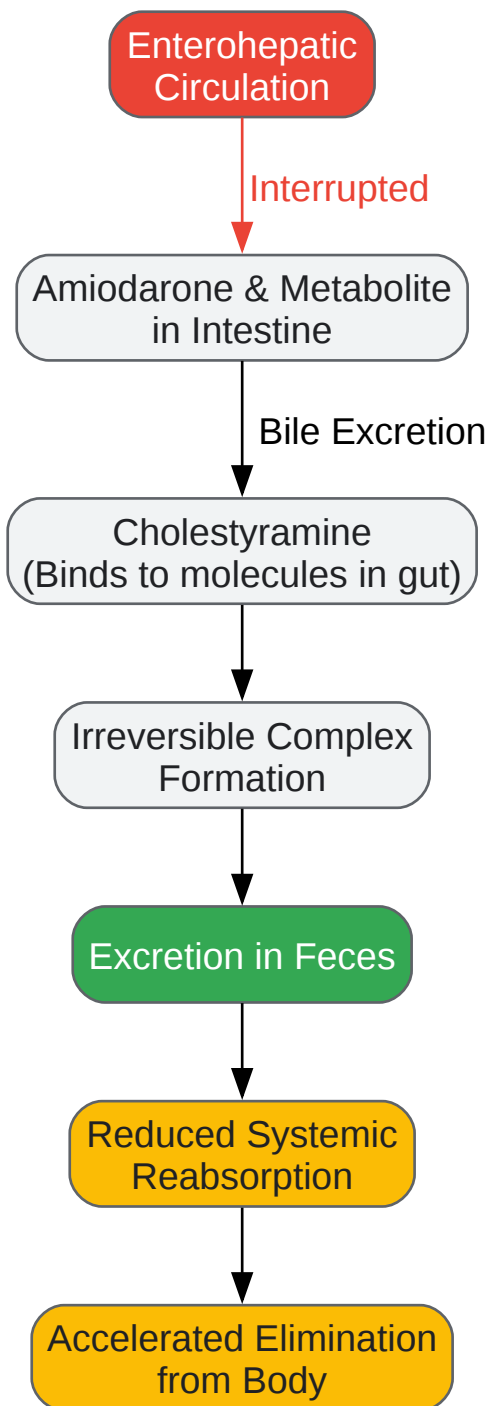 Enterohepatic
Circulation
Interrupted
Amiodarone & Metabolite
in Intestine
Bile Excretion
Cholestyramine
(Binds to molecules in gut)
Irreversible Complex
Formation
Excretion in Feces
Reduced Systemic
Reabsorption
Accelerated Elimination
from Body